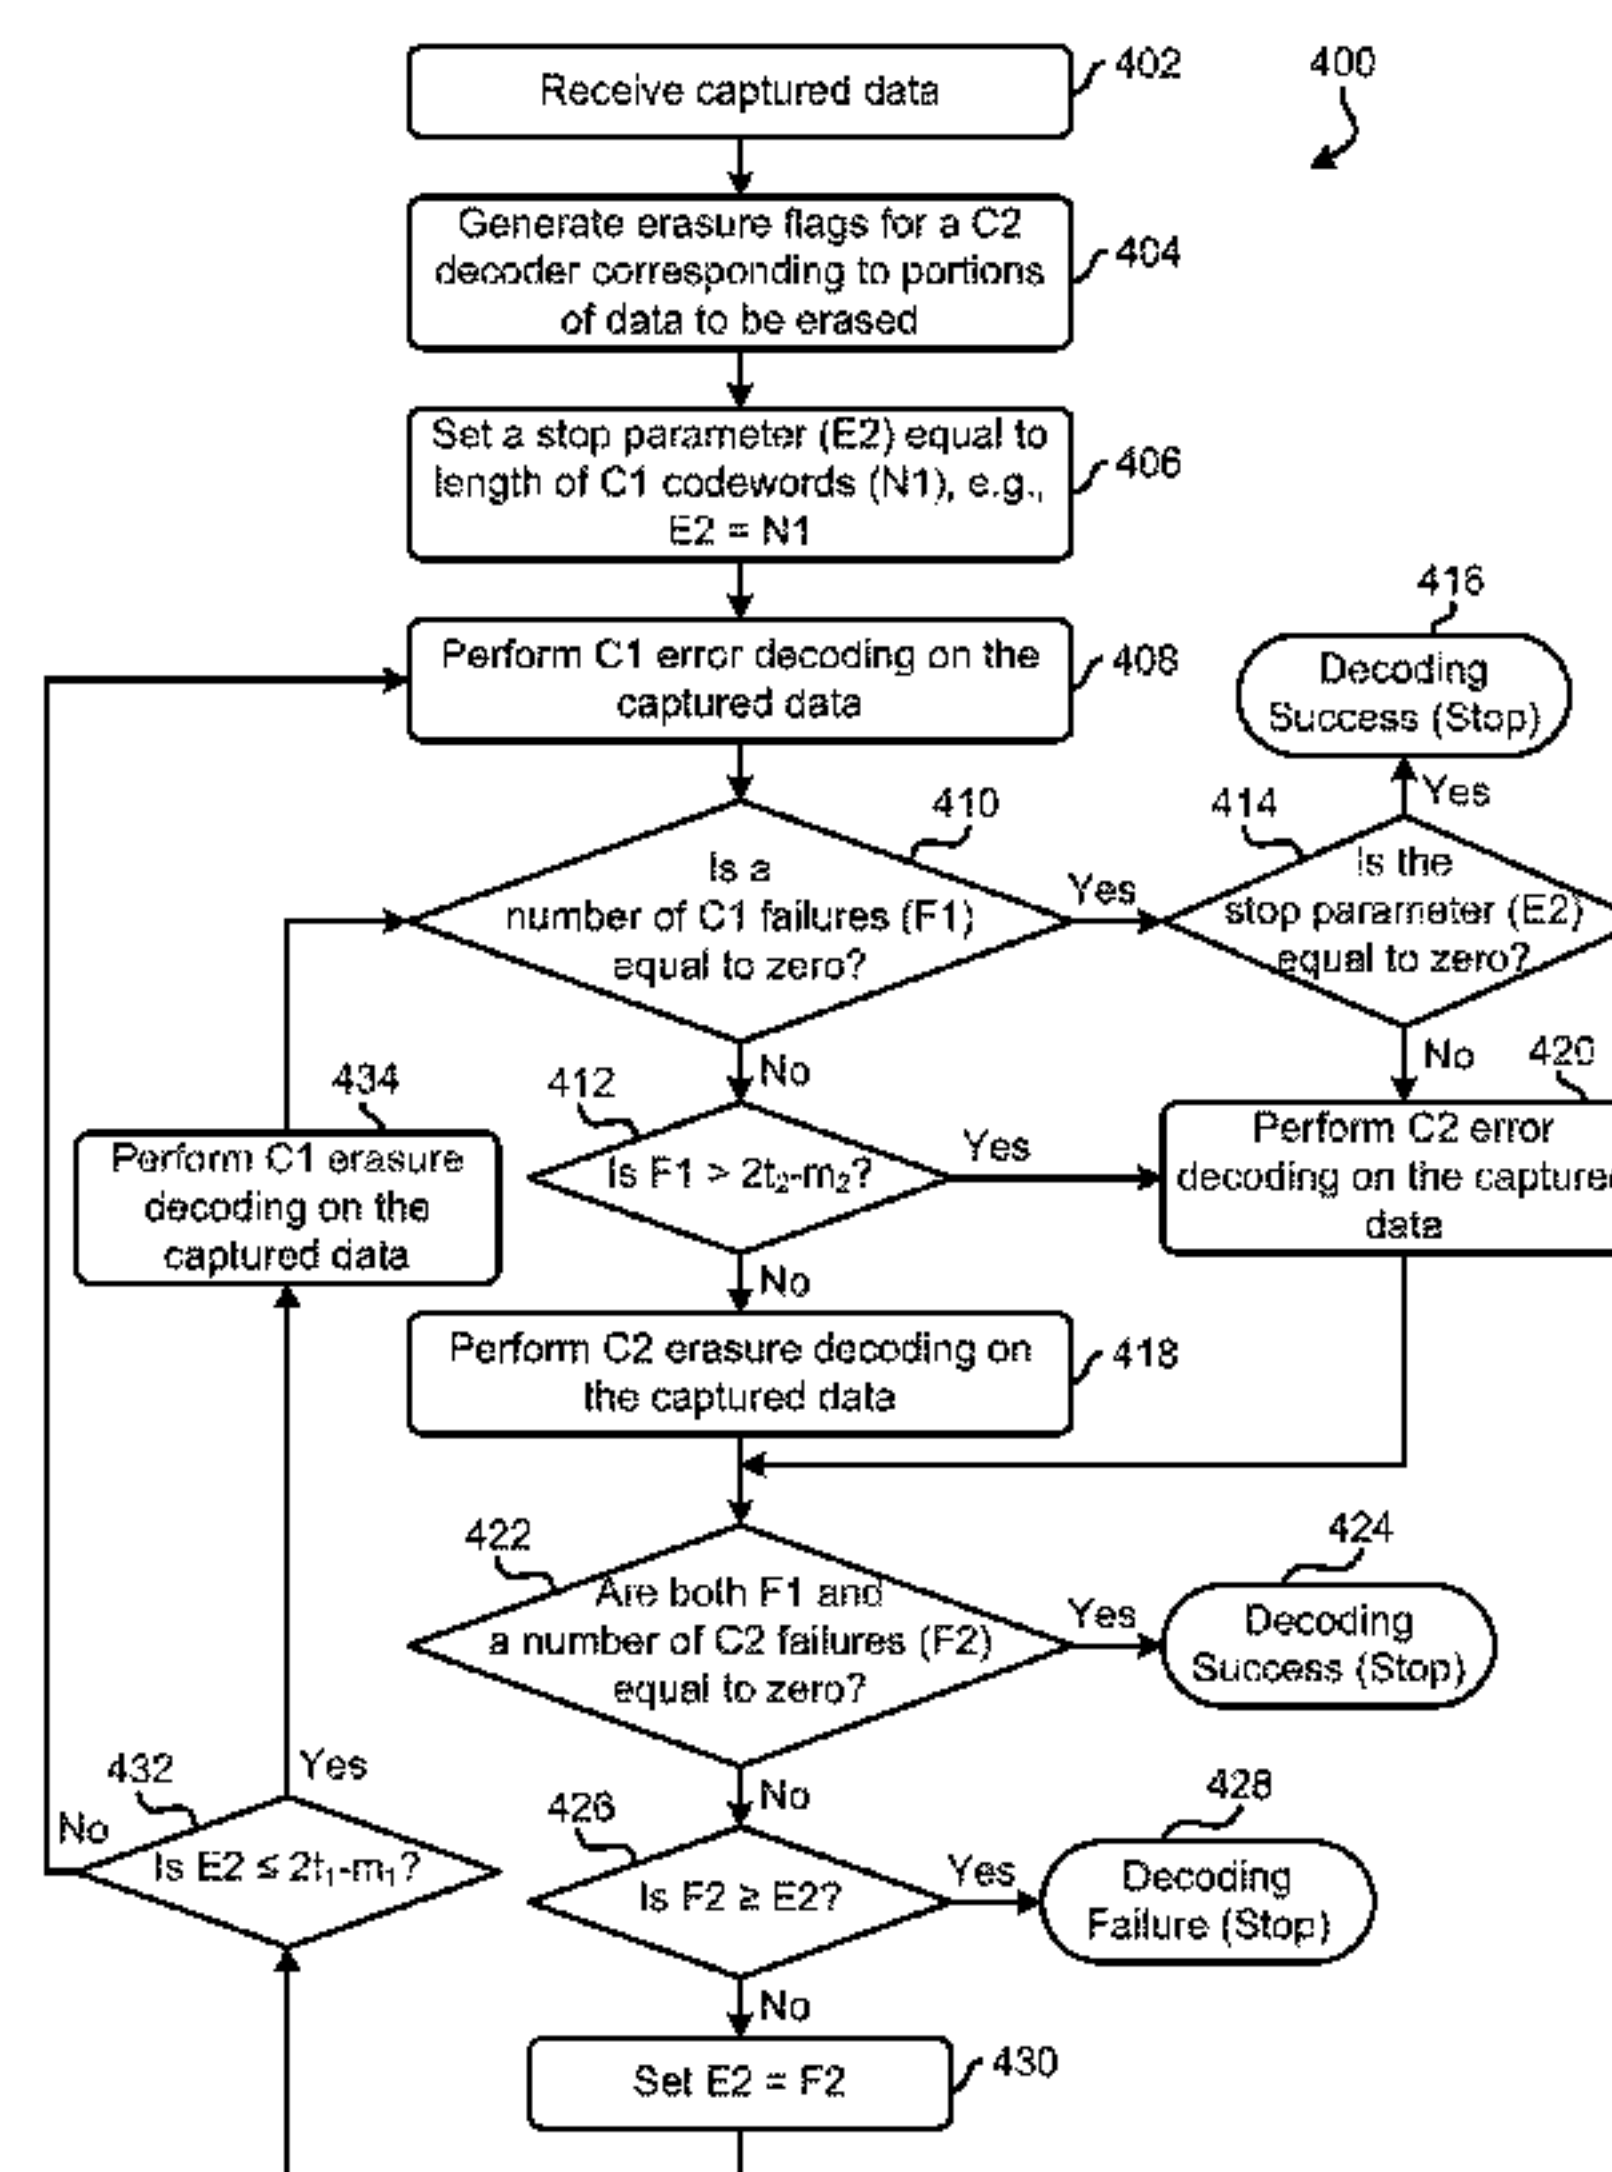 Receive captured data
402
400
Generate erasure flags for a C2
decoder corresponding to portions
of data to be erased
404
Set a stop parameter (E2) equal to
length of C1 codewords (N1), e.g.,
E2 = N1
406
Perform C1 error decoding on the
captured data
408
416
Decoding
Success (Stop)
Yes
410
Is a
number of C1 failures (F1)
equal to zero?
Yes
414
Is the
stop parameter (E2)
equal to zero?
No
No
420
Perform C2 error
decoding on the captured
data
434
Perform C1 erasure
decoding on the
captured data
412
Is F1 > 2t₂-m₂?
Yes
No
Perform C2 erasure decoding on
the captured data
418
422
Are both F1 and
a number of C2 failures (F2)
equal to zero?
Yes
424
Decoding
Success (Stop)
No
432
Yes
No
Is E2 ≤ 2t₁-m₁?
426
Is F2 ≥ E2?
Yes
428
Decoding
Failure (Stop)
No
Set E2 = F2
430